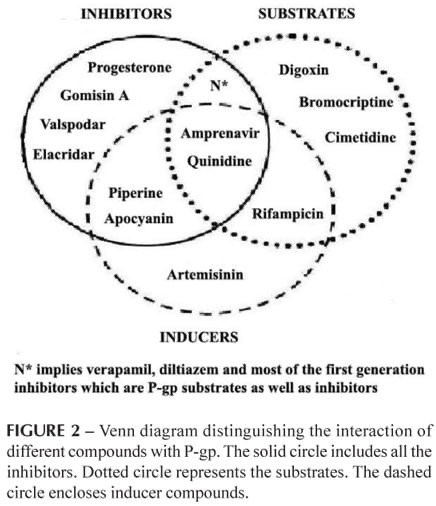 INHIBITORS
SUBSTRATES
Progesterone
N*
Digoxin
Gomisin A
Bromocriptine
Valspodar
Amprenavir
Cimetidine
Elacridar
Quinidine
Piperine
Apocyanin
Rifampicin
Artemisinin
INDUCERS
N* implies verapamil, diltiazem and most of the first generation
inhibitors which are P-gp substrates as well as inhibitors
FIGURE 2 – Venn diagram distinguishing the interaction of
different compounds with P-gp. The solid circle includes all the
inhibitors. Dotted circle represents the substrates. The dashed
circle encloses inducer compounds.